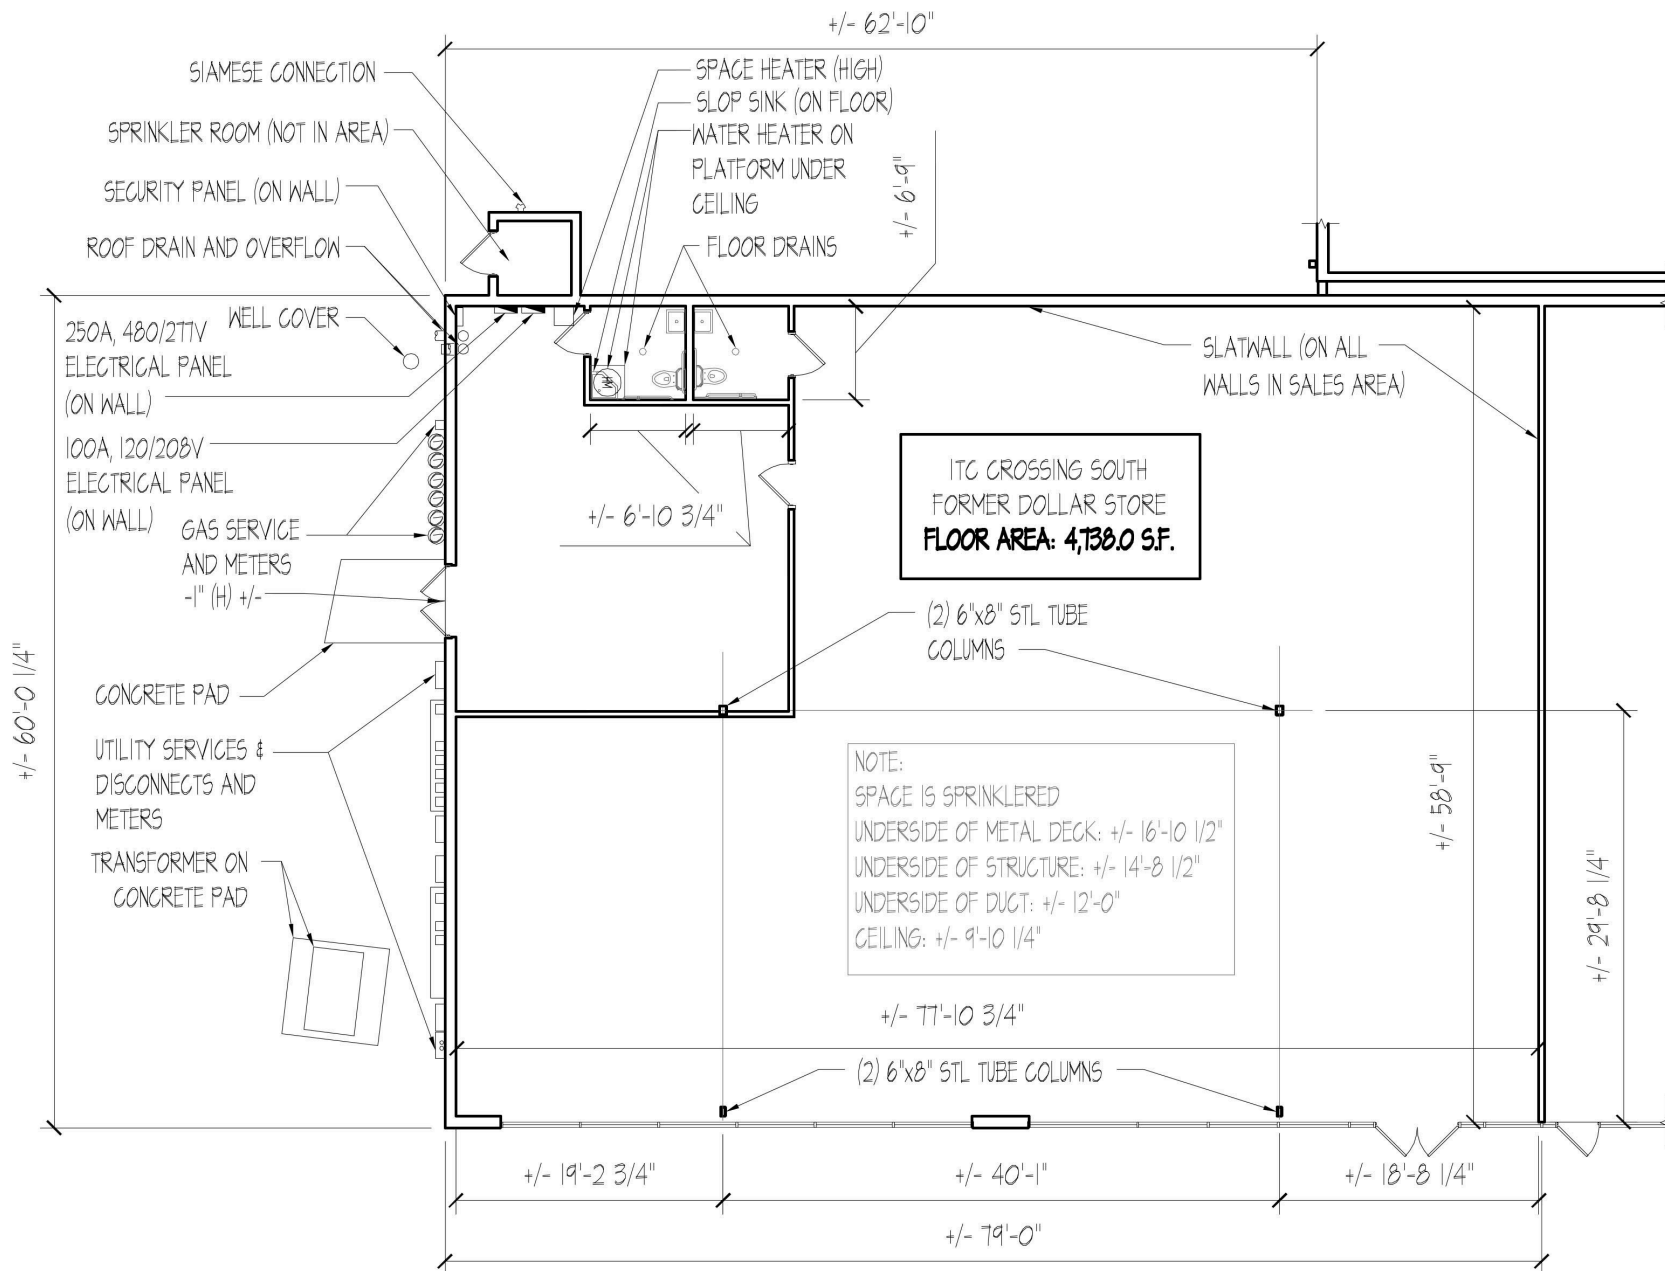 +/- 62'-10"
SIAMESE CONNECTION
SPRINKLER ROOM (NOT IN AREA)
SECURITY PANEL (ON WALL)
ROOF DRAIN AND OVERFLOW
WELL COVER
250A, 480/277V
ELECTRICAL PANEL
(ON WALL)
100A, 120/208V
ELECTRICAL PANEL
(ON WALL)
GAS SERVICE
AND METERS
-1" (H) +/-
CONCRETE PAD
UTILITY SERVICES &
DISCONNECTS AND
METERS
TRANSFORMER ON
CONCRETE PAD
+/- 60'-0 1/4"
SPACE HEATER (HIGH)
SLOP SINK (ON FLOOR)
WATER HEATER ON
PLATFORM UNDER
CEILING
FLOOR DRAINS
+/- 6'-9"
WH
+/- 6'-10 3/4"
SLATWALL (ON ALL
WALLS IN SALES AREA)
ITC CROSSING SOUTH
FORMER DOLLAR STORE
FLOOR AREA: 4,738.0 S.F.
(2) 6"x8" STL TUBE
COLUMNS
NOTE:
SPACE IS SPRINKLERED
UNDERSIDE OF METAL DECK: +/- 16'-10 1/2"
UNDERSIDE OF STRUCTURE: +/- 14'-8 1/2"
UNDERSIDE OF DUCT: +/- 12'-0"
CEILING: +/- 9'-10 1/4"
+/- 58'-9"
+/- 29'-8 1/4"
+/- 77'-10 3/4"
(2) 6"x8" STL TUBE COLUMNS
+/- 19'-2 3/4"
+/- 40'-1"
+/- 18'-8 1/4"
+/- 79'-0"